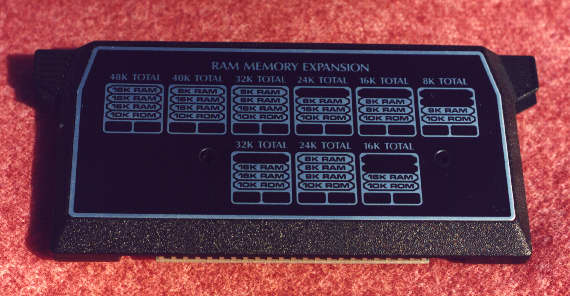 RAM MEMORY EXPANSION
48K TOTAL 40K TOTAL 32K TOTAL 24K TOTAL 16K TOTAL 8K TOTAL
16K RAM 8K RAM 8K RAM
16K RAM 16K RAM 8K RAM 8K RAM 8K RAM
16K RAM 16K RAM 16K RAM 16K RAM 8K RAM 8K RAM
10K ROM 10K ROM 10K ROM 10K ROM 10K ROM 10K ROM
32K TOTAL 24K TOTAL 16K TOTAL
8K RAM
16K RAM 8K RAM
16K RAM 8K RAM 16K RAM
10K ROM 10K ROM 10K ROM